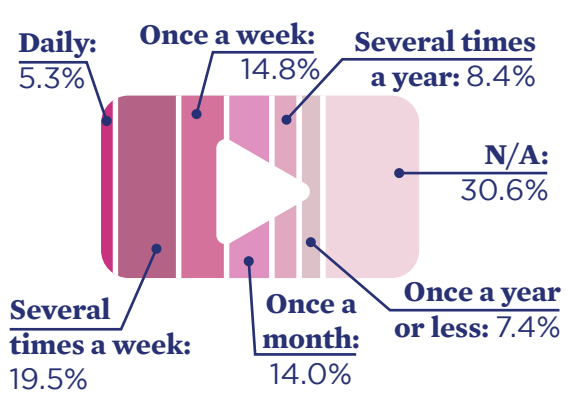 Daily:
5.3%
Once a week:
14.8%
Several times
a year: 8.4%
N/A:
30.6%
Several
times a week:
19.5%
Once a
month:
14.0%
Once a year
or less: 7.4%